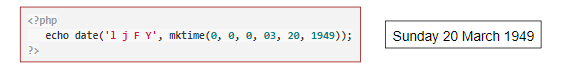 <?php
echo date('l j F Y', mktime(0, 0, 0, 03, 20, 1949));
?>
Sunday 20 March 1949